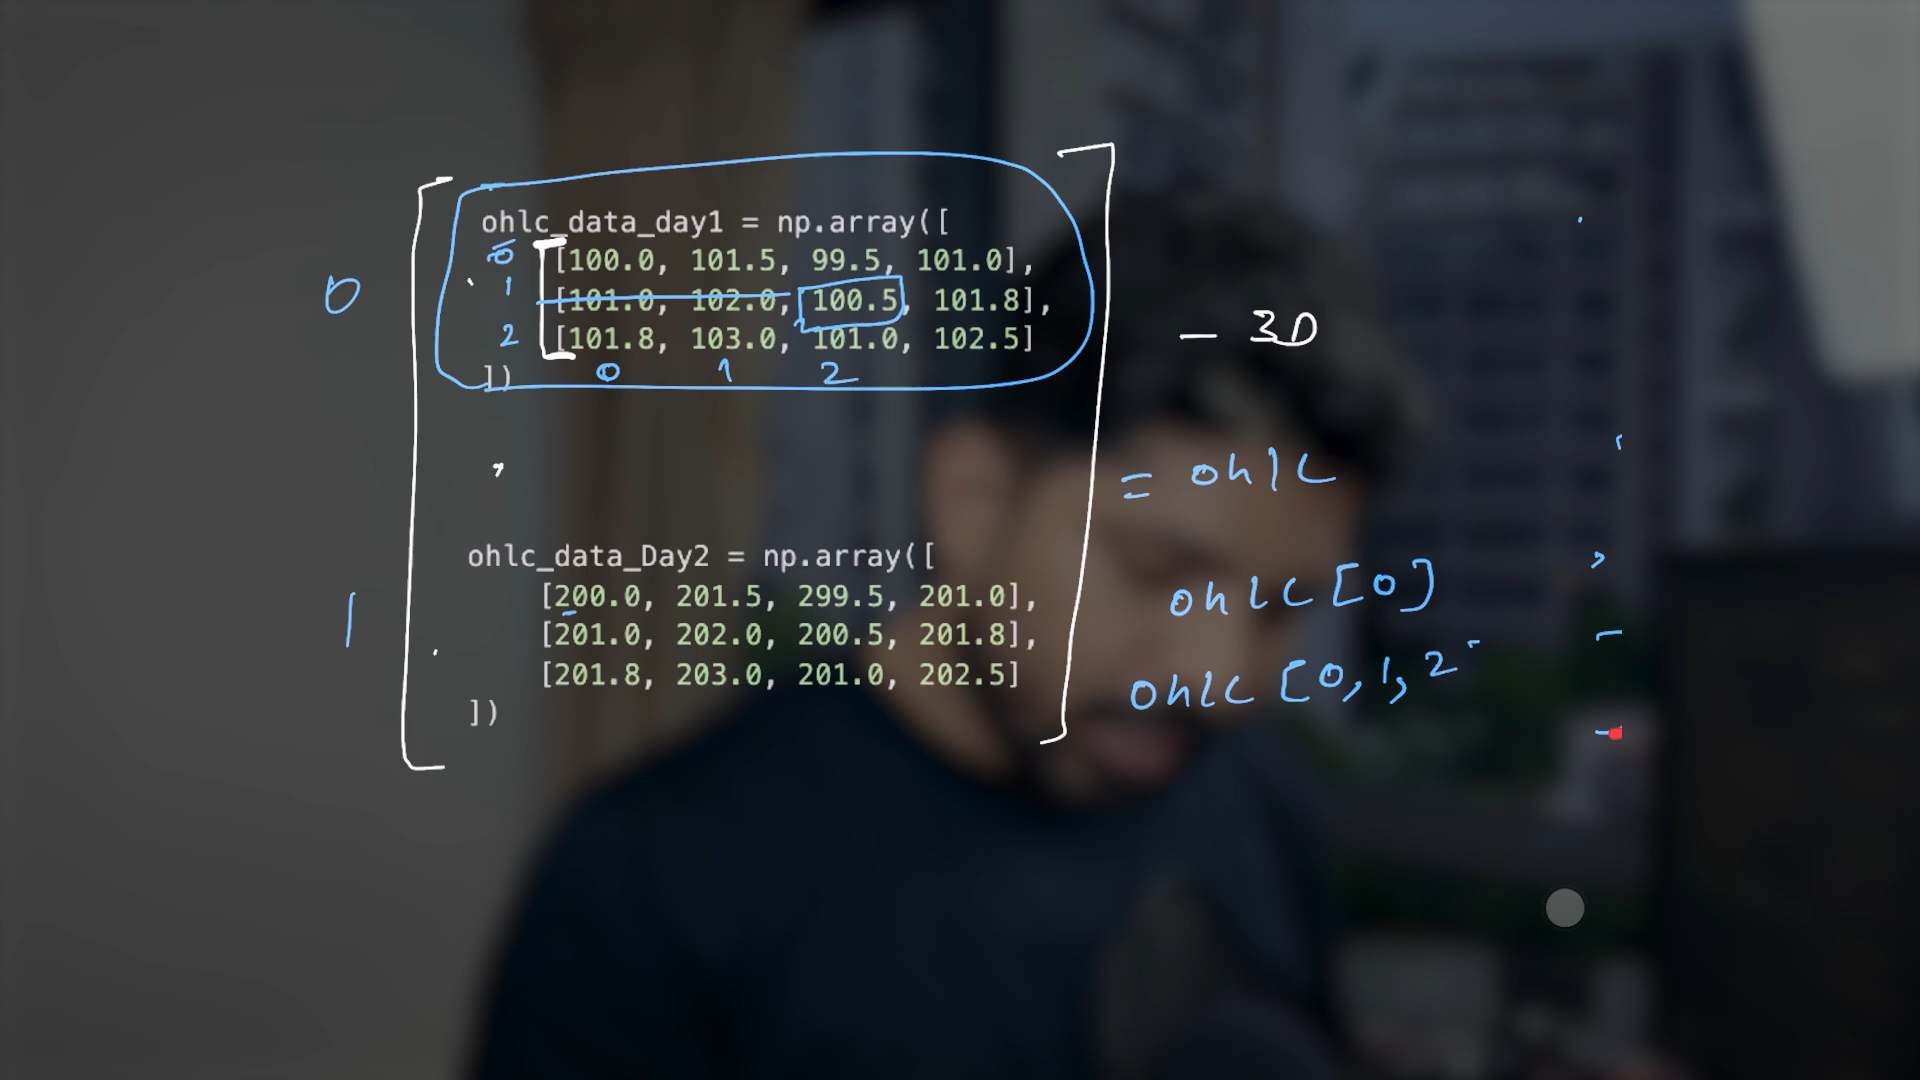 ohlc_data_day1 = np.array([
0 [100.0, 101.5, 99.5, 101.0],
0 1 [101.0, 102.0, 100.5, 101.8],
2 [101.8, 103.0, 101.0, 102.5]
])
0 1 2
- 3D
,
= ohlc
ohlc_data_Day2 = np.array([
1 [200.0, 201.5, 299.5, 201.0],
[201.0, 202.0, 200.5, 201.8],
[201.8, 203.0, 201.0, 202.5]
])
ohlc [0]
ohlc [0,1,2